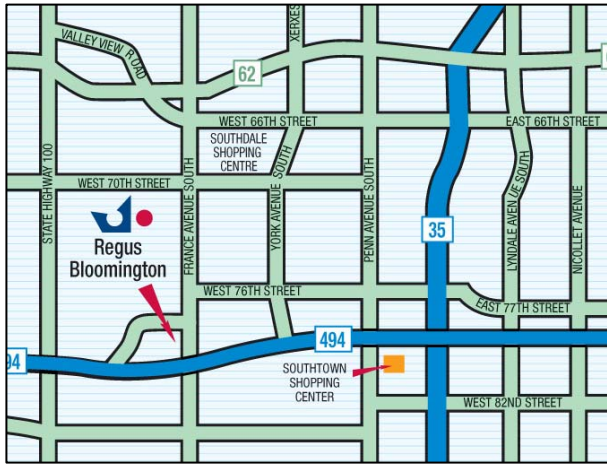 VALLEY VIEW ROAD
XERXES
62
WEST 66TH STREET
EAST 66TH STREET
SOUTHDALE
SHOPPING
CENTRE
WEST 70TH STREET
STATE HIGHWAY 100
FRANCE AVENUE SOUTH
YORK AVENUE SOUTH
PENN AVENUE SOUTH
LYNDALE AVENUE SOUTH
NICOLLET AVENUE
35
Regus
Bloomington
WEST 76TH STREET
EAST 77TH STREET
494
94
SOUTHTOWN
SHOPPING
CENTER
WEST 82ND STREET